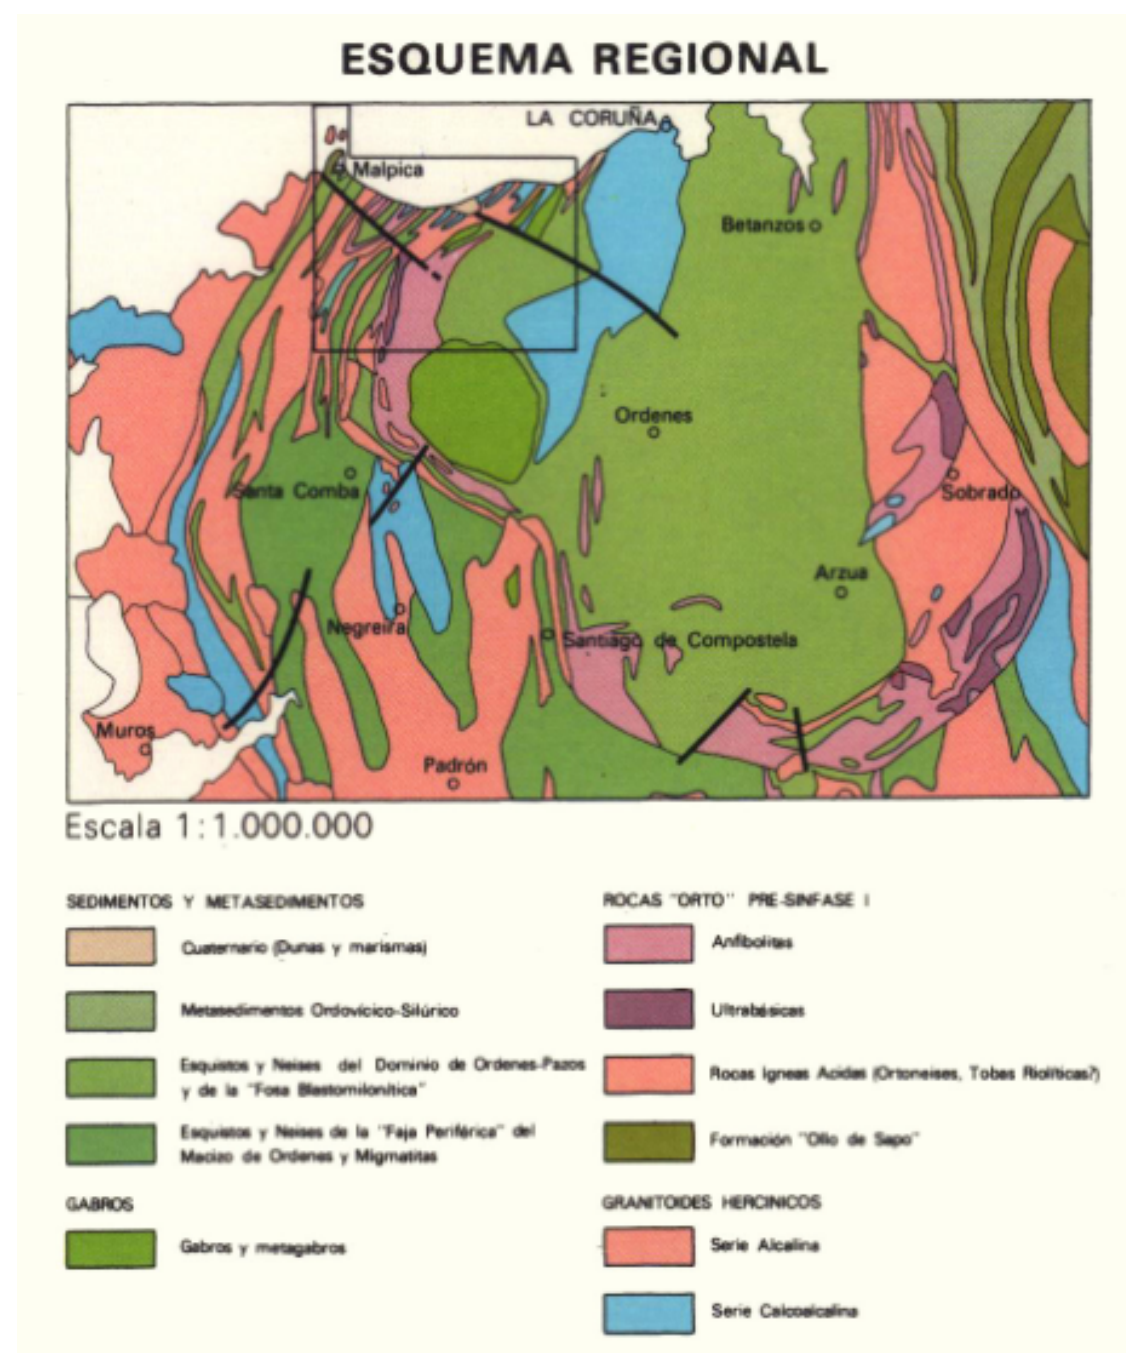 ESQUEMA REGIONAL
LA CORUÑA
Malpica
Betanzos
Ordenes
Santa Comba
Sobrado
Arzua
Negreira
Santiago de Compostela
Muros
Padrón
Escala 1:1.000.000
SEDIMENTOS Y METASEDIMENTOS
Cuaternario (Dunas y marismas)
Metasedimentos Ordovícico-Silúrico
Esquistos y Neises del Dominio de Ordenes-Pazos
y de la "Fosa Blastomilonítica"
Esquistos y Neises de la "Faja Periférica" del
Macizo de Ordenes y Migmatitas
GABROS
Gabros y metagabros
ROCAS "ORTO" PRE-SINFASE I
Anfibolitas
Ultrabásicas
Rocas Igneas Acidas (Ortoneises, Tobas Riolíticas?)
Formación "Ollo de Sapo"
GRANITOIDES HERCINICOS
Serie Alcalina
Serie Calcoalcalina